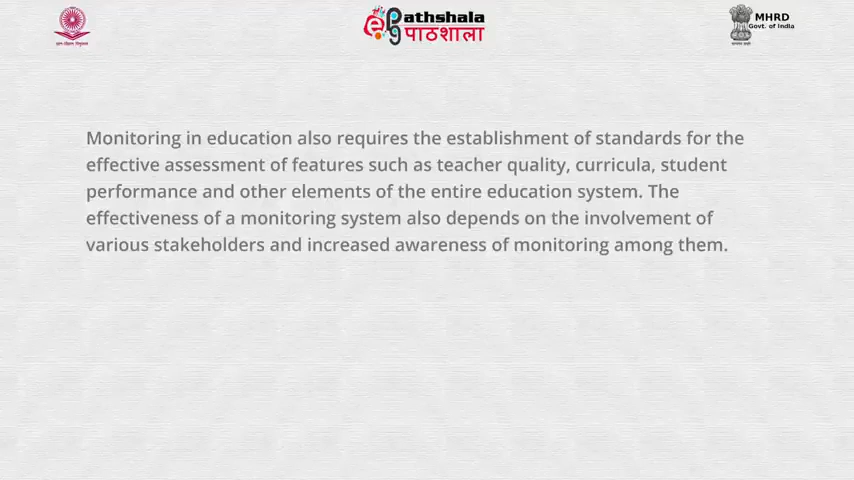 ePathshala
पाठशाला
MHRD
Govt. of India
Monitoring in education also requires the establishment of standards for the
effective assessment of features such as teacher quality, curricula, student
performance and other elements of the entire education system. The
effectiveness of a monitoring system also depends on the involvement of
various stakeholders and increased awareness of monitoring among them.